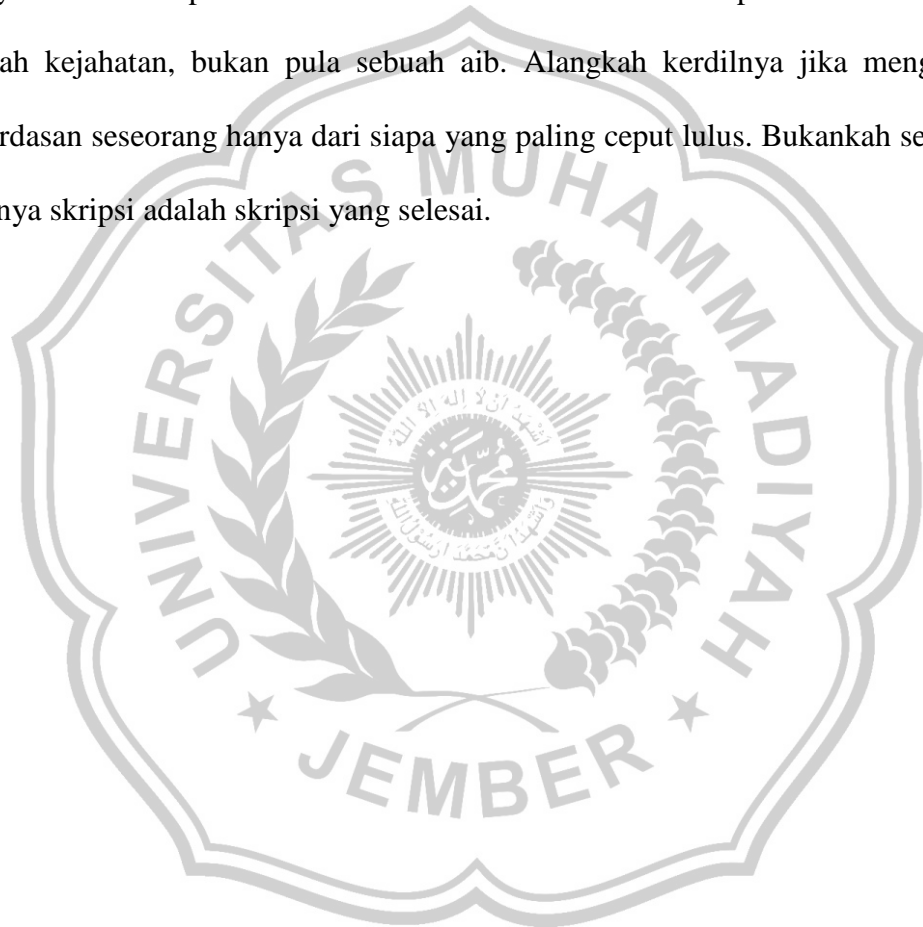 ah kejahatan, bukan pula sebuah aib. Alangkah kerdilnya jika meng
rdasan seseorang hanya dari siapa yang paling ceput lulus. Bukankah se
nya skripsi adalah skripsi yang selesai.
UNIVERSITAS MUHAMMADIYAH
JEMBER